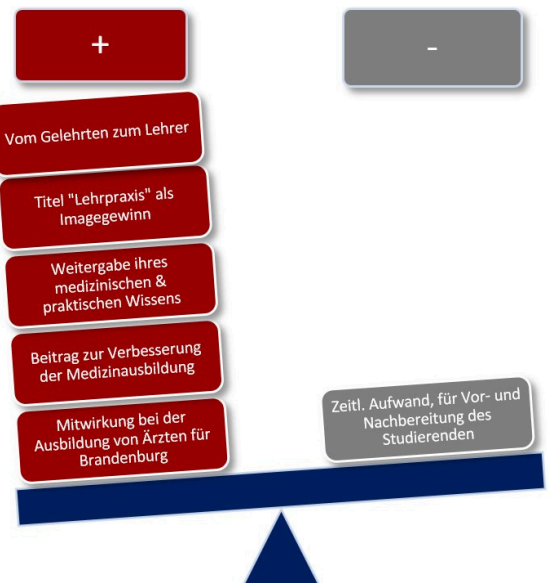 +
-
Vom Gelehrten zum Lehrer
Titel "Lehrpraxis" als
Imagegewinn
Weitergabe ihres
medizinischen &
praktischen Wissens
Beitrag zur Verbesserung
der Medizinausbildung
Mitwirkung bei der
Ausbildung von Ärzten für
Brandenburg
Zeitl. Aufwand, für Vor- und
Nachbereitung des
Studierenden